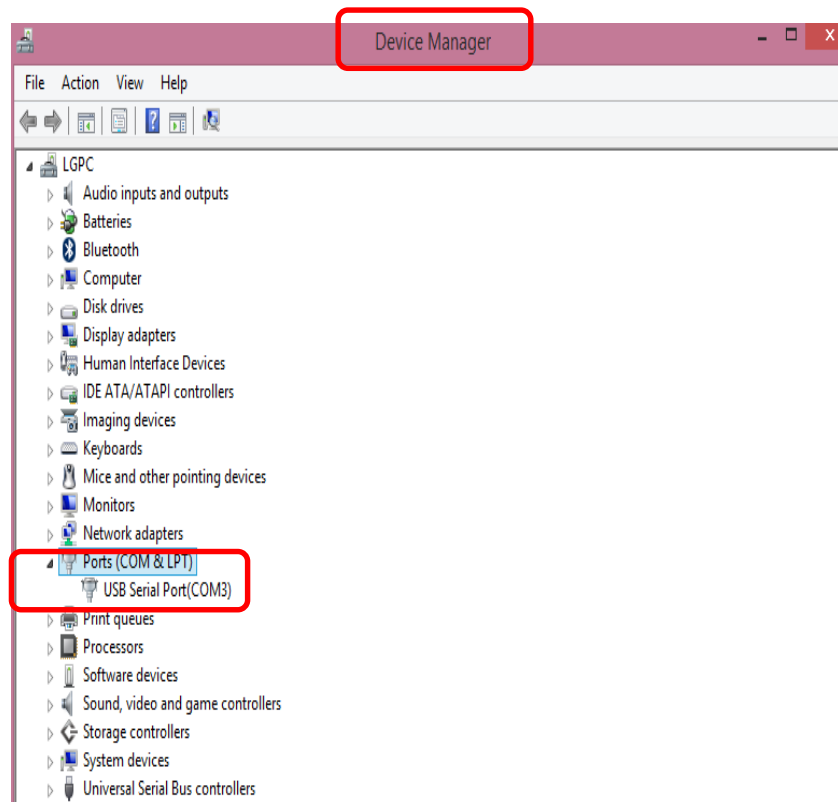 Device Manager
X
File Action View Help
?
LGPC
Audio inputs and outputs
Batteries
Bluetooth
Computer
Disk drives
Display adapters
Human Interface Devices
IDE ATA/ATAPI controllers
Imaging devices
Keyboards
Mice and other pointing devices
Monitors
Network adapters
Ports (COM & LPT)
USB Serial Port(COM3)
Print queues
Processors
Software devices
Sound, video and game controllers
Storage controllers
System devices
Universal Serial Bus controllers